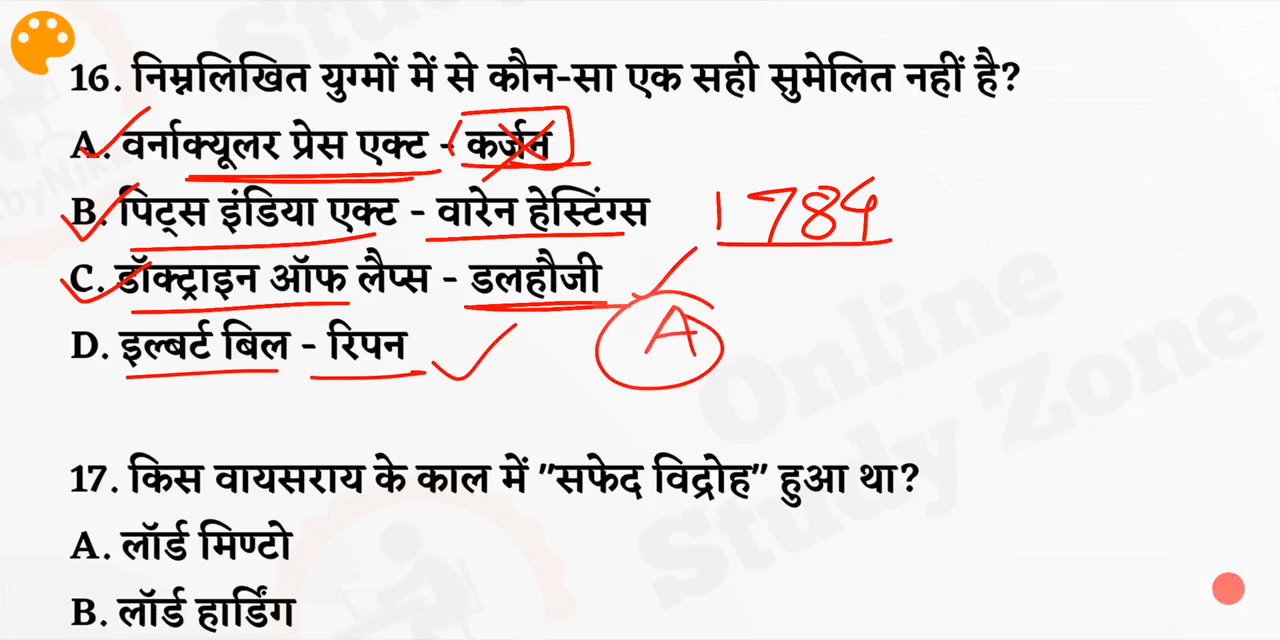 16. निम्नलिखित युग्मों में से कौन-सा एक सही सुमेलित नहीं है?
A. वर्नाक्यूलर प्रेस एक्ट - कर्जन
B. पिट्स इंडिया एक्ट - वारेन हेस्टिंग्स 1784
C. डॉक्ट्राइन ऑफ लैप्स - डलहौजी
D. इल्बर्ट बिल - रिपन A
17. किस वायसराय के काल में "सफेद विद्रोह" हुआ था?
A. लॉर्ड मिण्टो
B. लॉर्ड हार्डिंग
Online
Study Zone